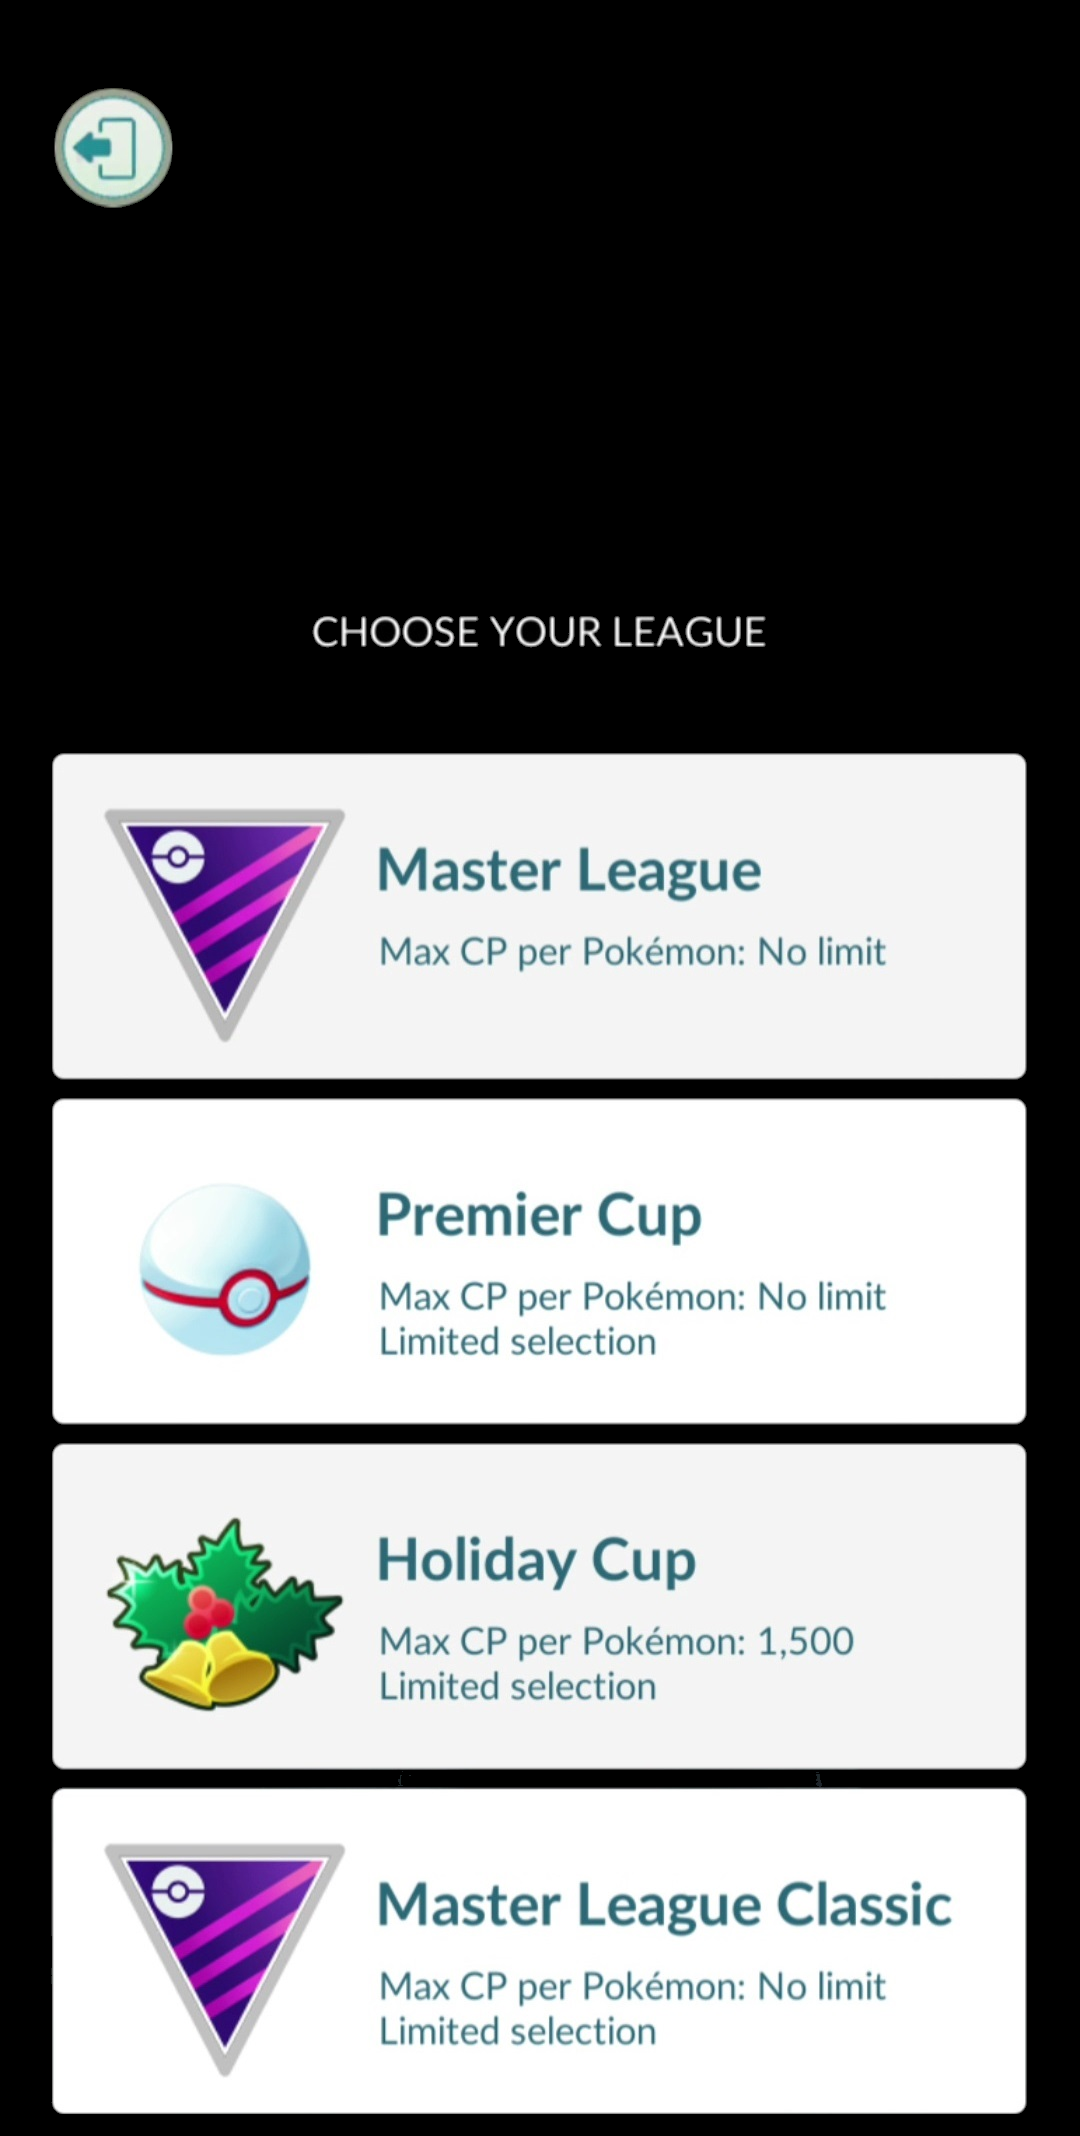 CHOOSE YOUR LEAGUE
Master League
Max CP per Pokémon: No limit
Premier Cup
Max CP per Pokémon: No limit
Limited selection
Holiday Cup
Max CP per Pokémon: 1,500
Limited selection
Master League Classic
Max CP per Pokémon: No limit
Limited selection